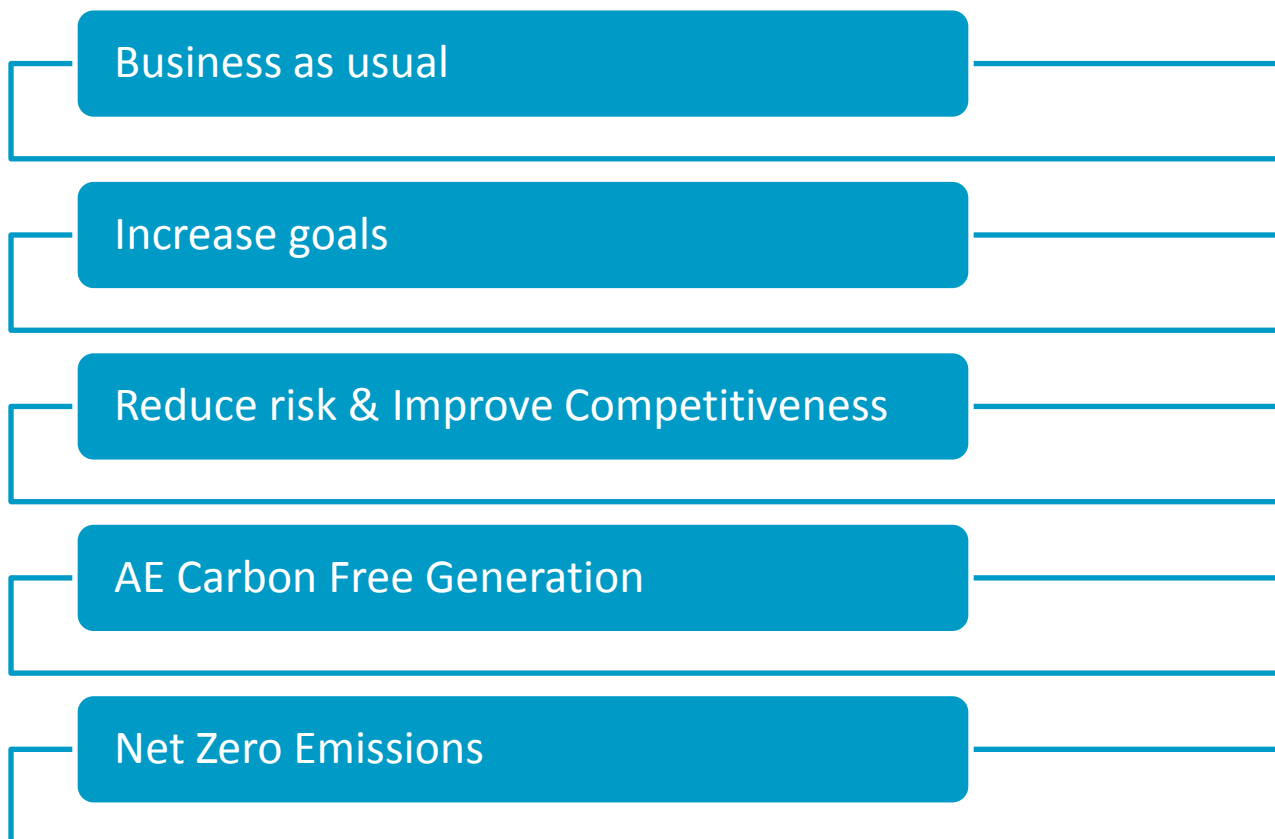 Business as usual
Increase goals
Reduce risk & Improve Competitiveness
AE Carbon Free Generation
Net Zero Emissions